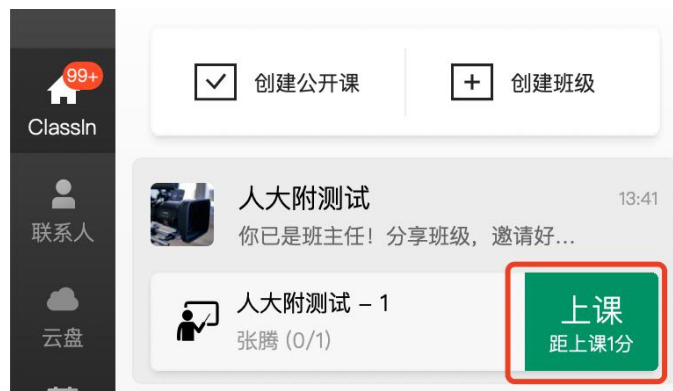 99+
ClassIn
联系人
云盘
创建公开课
创建班级
人大附测试
13:41
你已是班主任！分享班级，邀请好…
人大附测试 – 1
张腾 (0/1)
上课
距上课1分